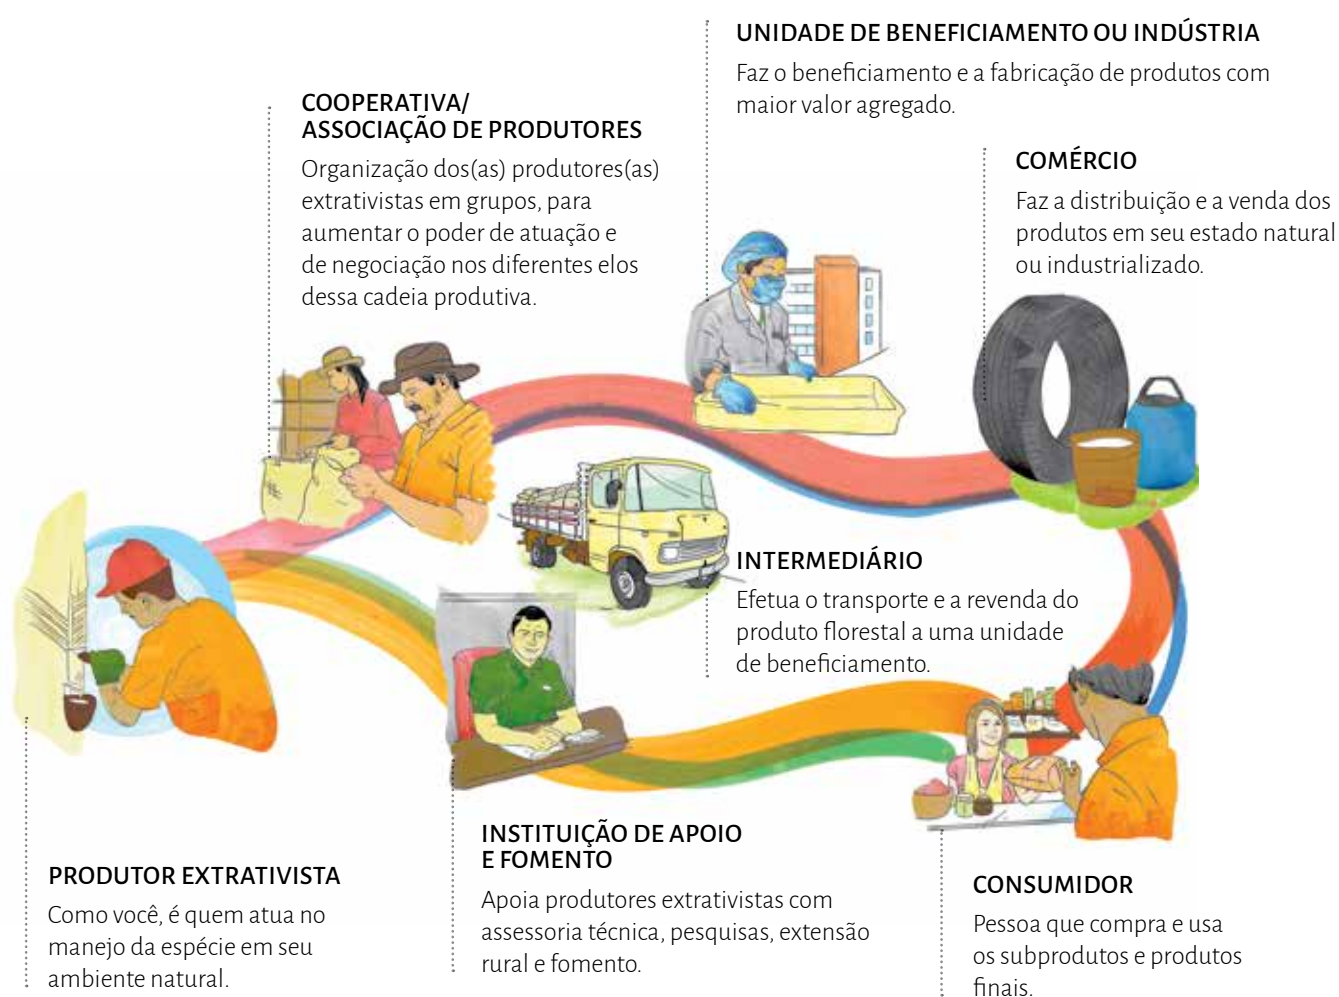 UNIDADE DE BENEFICIAMENTO OU INDÚSTRIA
Faz o beneficiamento e a fabricação de produtos com
maior valor agregado.
COOPERATIVA/
ASSOCIAÇÃO DE PRODUTORES
Organização dos(as) produtores(as)
extrativistas em grupos, para
aumentar o poder de atuação e
de negociação nos diferentes elos
dessa cadeia produtiva.
COMÉRCIO
Faz a distribuição e a venda dos
produtos em seu estado natural
ou industrializado.
INTERMEDIÁRIO
Efetua o transporte e a revenda do
produto florestal a uma unidade
de beneficiamento.
PRODUTOR EXTRATIVISTA
Como você, é quem atua no
manejo da espécie em seu
ambiente natural.
INSTITUIÇÃO DE APOIO
E FOMENTO
Apoia produtores extrativistas com
assessoria técnica, pesquisas, extensão
rural e fomento.
CONSUMIDOR
Pessoa que compra e usa
os subprodutos e produtos
finais.